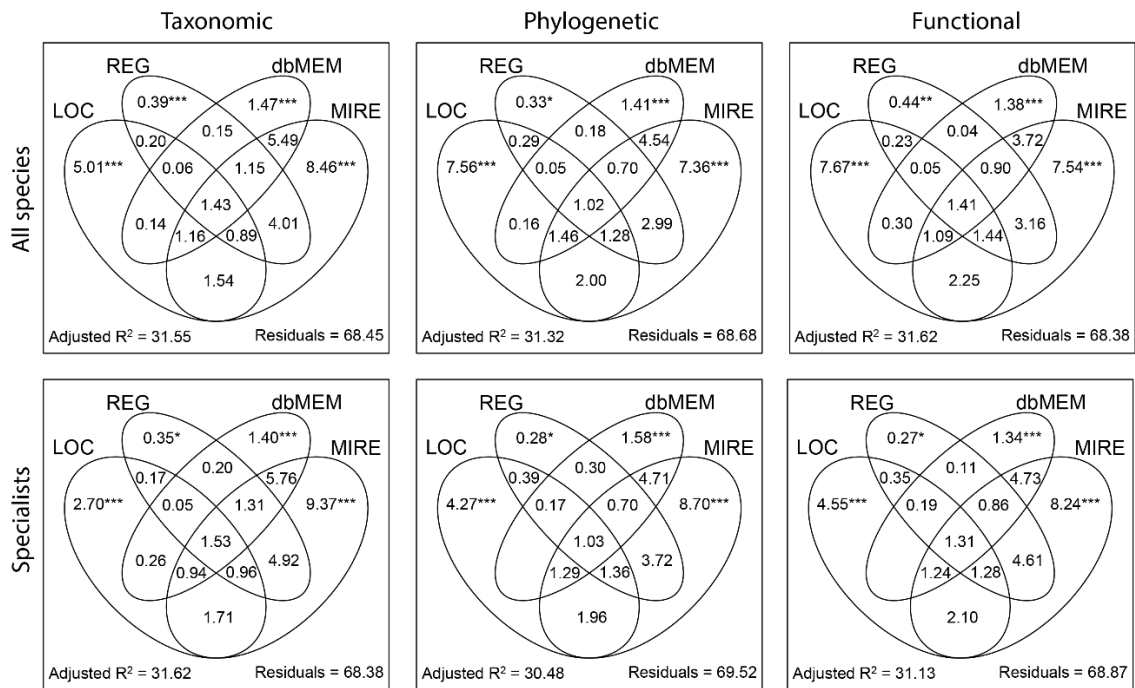 Taxonomic Phylogenetic Functional
All species
REG dbMEM
LOC MIRE
0.39*** 1.47***
0.15
0.20 5.49
5.01*** 0.06 1.15 8.46***
1.43
0.14 4.01
1.16 0.89
1.54
Adjusted R² = 31.55 Residuals = 68.45
REG dbMEM
LOC MIRE
0.33* 1.41***
0.18
0.29 4.54
7.56*** 0.05 0.70 7.36***
1.02
0.16 2.99
1.46 1.28
2.00
Adjusted R² = 31.32 Residuals = 68.68
REG dbMEM
LOC MIRE
0.44** 1.38***
0.04
0.23 3.72
7.67*** 0.05 0.90 7.54***
1.41
0.30 3.16
1.09 1.44
2.25
Adjusted R² = 31.62 Residuals = 68.38
Specialists
REG dbMEM
LOC MIRE
0.35* 1.40***
0.20
0.17 5.76
2.70*** 0.05 1.31 9.37***
1.53
0.26 4.92
0.94 0.96
1.71
Adjusted R² = 31.62 Residuals = 68.38
REG dbMEM
LOC MIRE
0.28* 1.58***
0.30
0.39 4.71
4.27*** 0.17 0.70 8.70***
1.03
1.29 1.36 3.72
1.96
Adjusted R² = 30.48 Residuals = 69.52
REG dbMEM
LOC MIRE
0.27* 1.34***
0.11
0.35 4.73
4.55*** 0.19 0.86 8.24***
1.31
1.24 1.28 4.61
2.10
Adjusted R² = 31.13 Residuals = 68.87